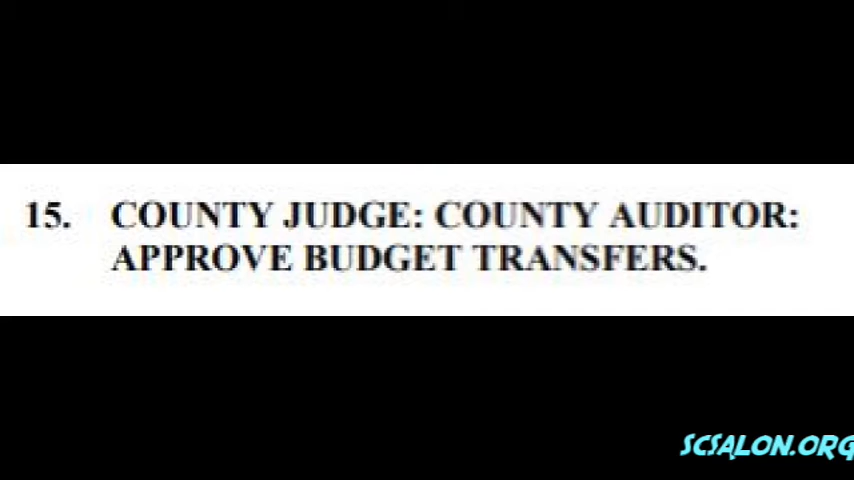 15. COUNTY JUDGE: COUNTY AUDITOR:
APPROVE BUDGET TRANSFERS.
SCSALON.ORG